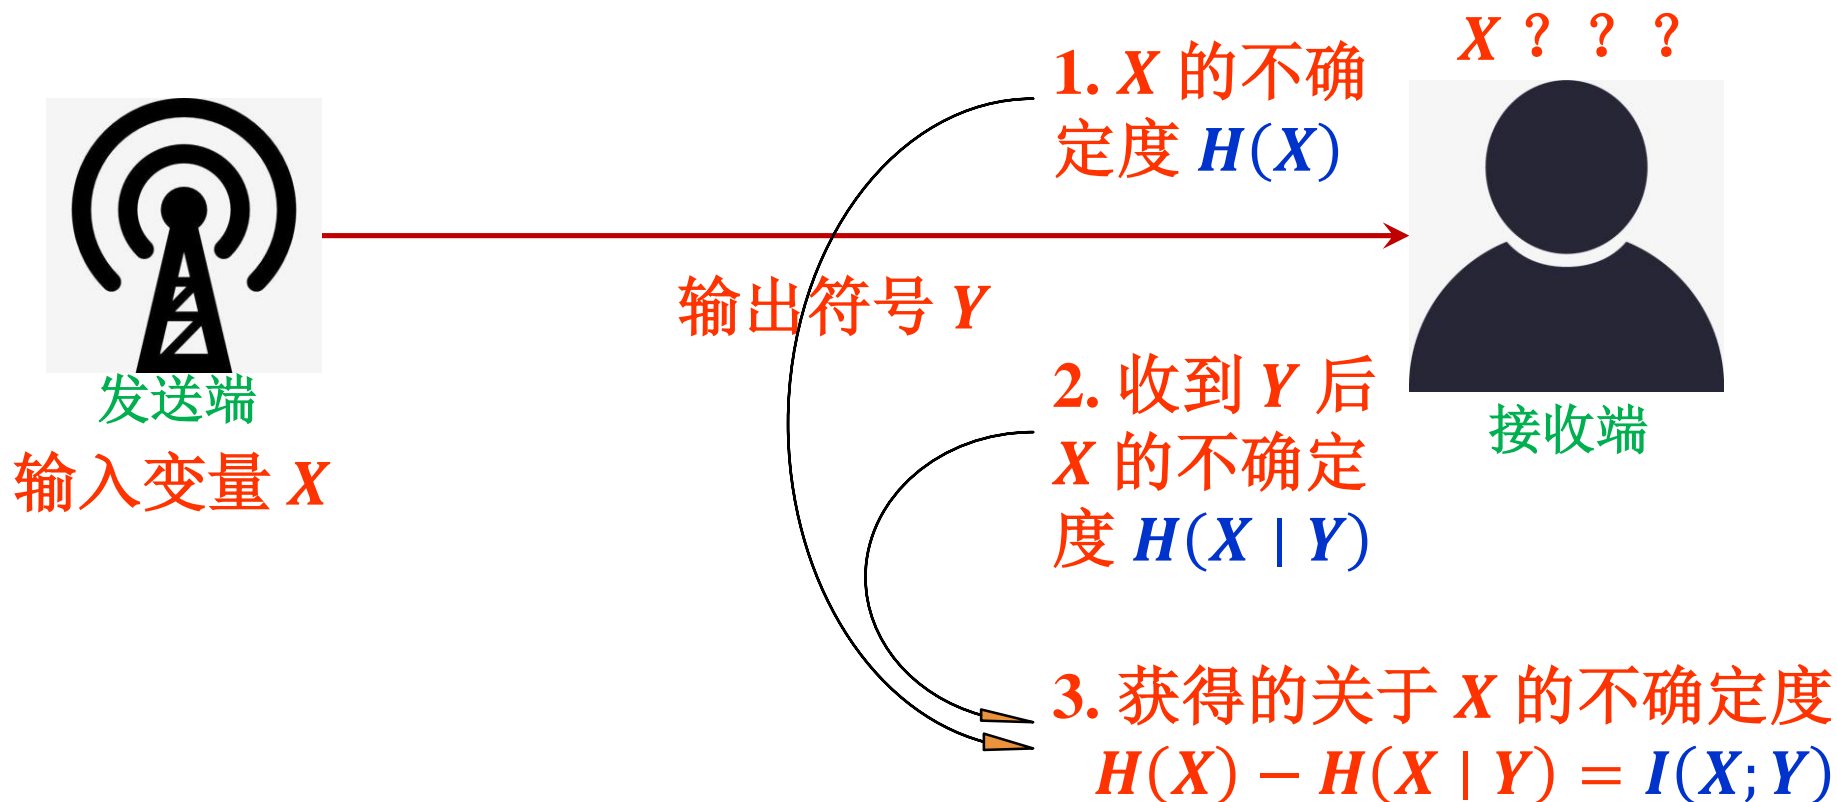 X ? ? ?
1. X 的不确
定度 H(X)
输出符号 Y
发送端
输入变量 X
2. 收到 Y 后
X 的不确定
度 H(X | Y)
接收端
3. 获得的关于 X 的不确定度
H(X) − H(X | Y) = I(X; Y)